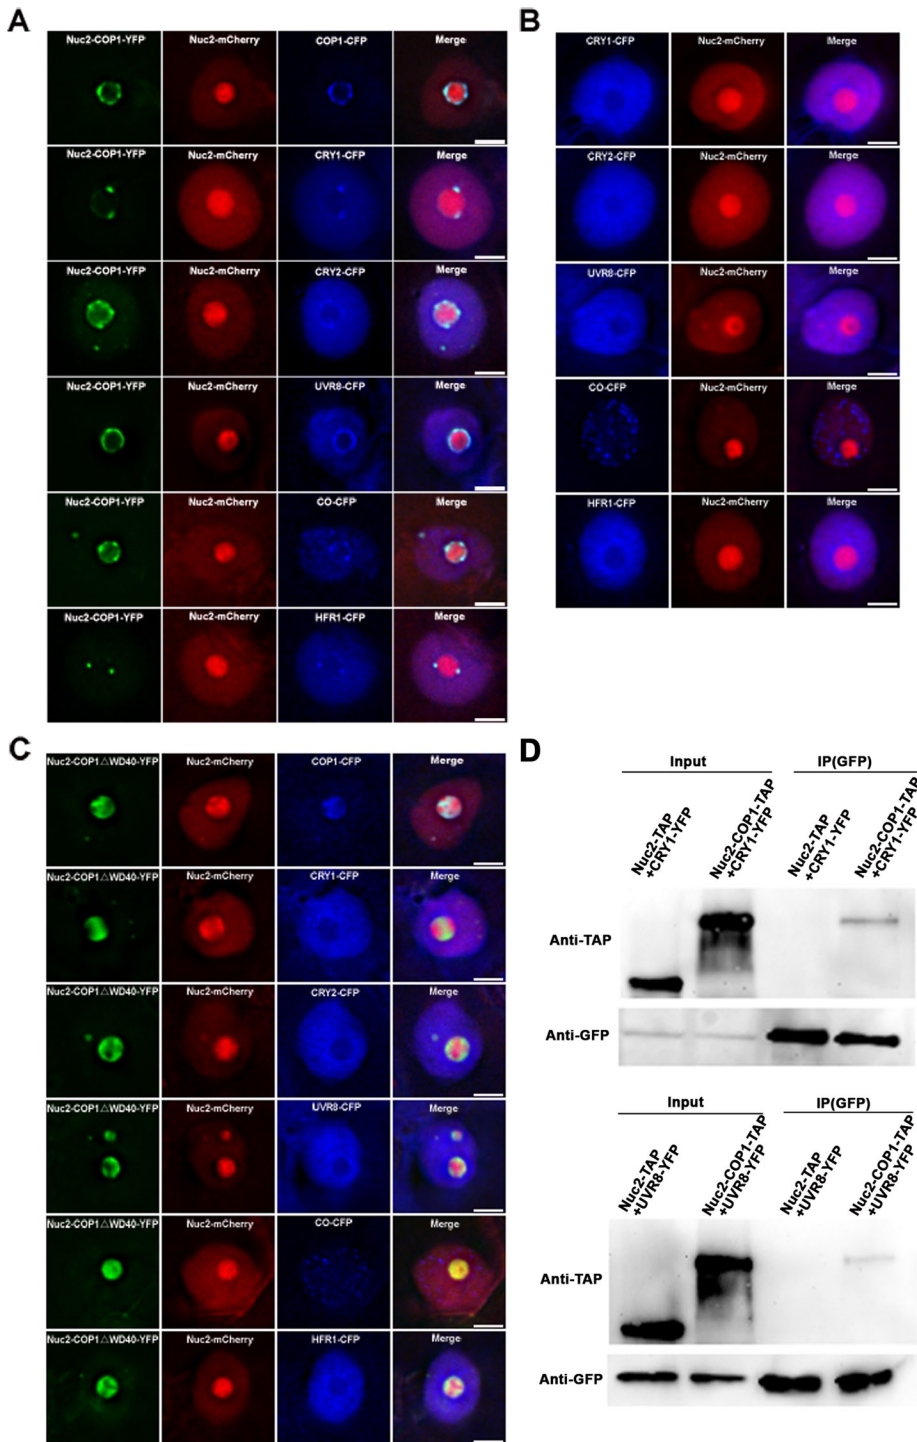 A
Nuc2-COP1-YFP Nuc2-mCherry COP1-CFP Merge
Nuc2-COP1-YFP Nuc2-mCherry CRY1-CFP Merge
Nuc2-COP1-YFP Nuc2-mCherry CRY2-CFP Merge
Nuc2-COP1-YFP Nuc2-mCherry UVR8-CFP Merge
Nuc2-COP1-YFP Nuc2-mCherry CO-CFP Merge
Nuc2-COP1-YFP Nuc2-mCherry HFR1-CFP Merge
B
CRY1-CFP Nuc2-mCherry Merge
CRY2-CFP Nuc2-mCherry Merge
UVR8-CFP Nuc2-mCherry Merge
CO-CFP Nuc2-mCherry Merge
HFR1-CFP Nuc2-mCherry Merge
C
Nuc2-COP1△WD40-YFP Nuc2-mCherry COP1-CFP Merge
Nuc2-COP1△WD40-YFP Nuc2-mCherry CRY1-CFP Merge
Nuc2-COP1△WD40-YFP Nuc2-mCherry CRY2-CFP Merge
Nuc2-COP1△WD40-YFP Nuc2-mCherry UVR8-CFP Merge
Nuc2-COP1△WD40-YFP Nuc2-mCherry CO-CFP Merge
Nuc2-COP1△WD40-YFP Nuc2-mCherry HFR1-CFP Merge
D
Input IP(GFP)
Nuc2-TAP
+CRY1-YFP
Nuc2-COP1-TAP
+CRY1-YFP
Nuc2-TAP
+CRY1-YFP
Nuc2-COP1-TAP
+CRY1-YFP
Anti-TAP
Anti-GFP
Input IP(GFP)
Nuc2-TAP
+UVR8-YFP
Nuc2-COP1-TAP
+UVR8-YFP
Nuc2-TAP
+UVR8-YFP
Nuc2-COP1-TAP
+UVR8-YFP
Anti-TAP
Anti-GFP